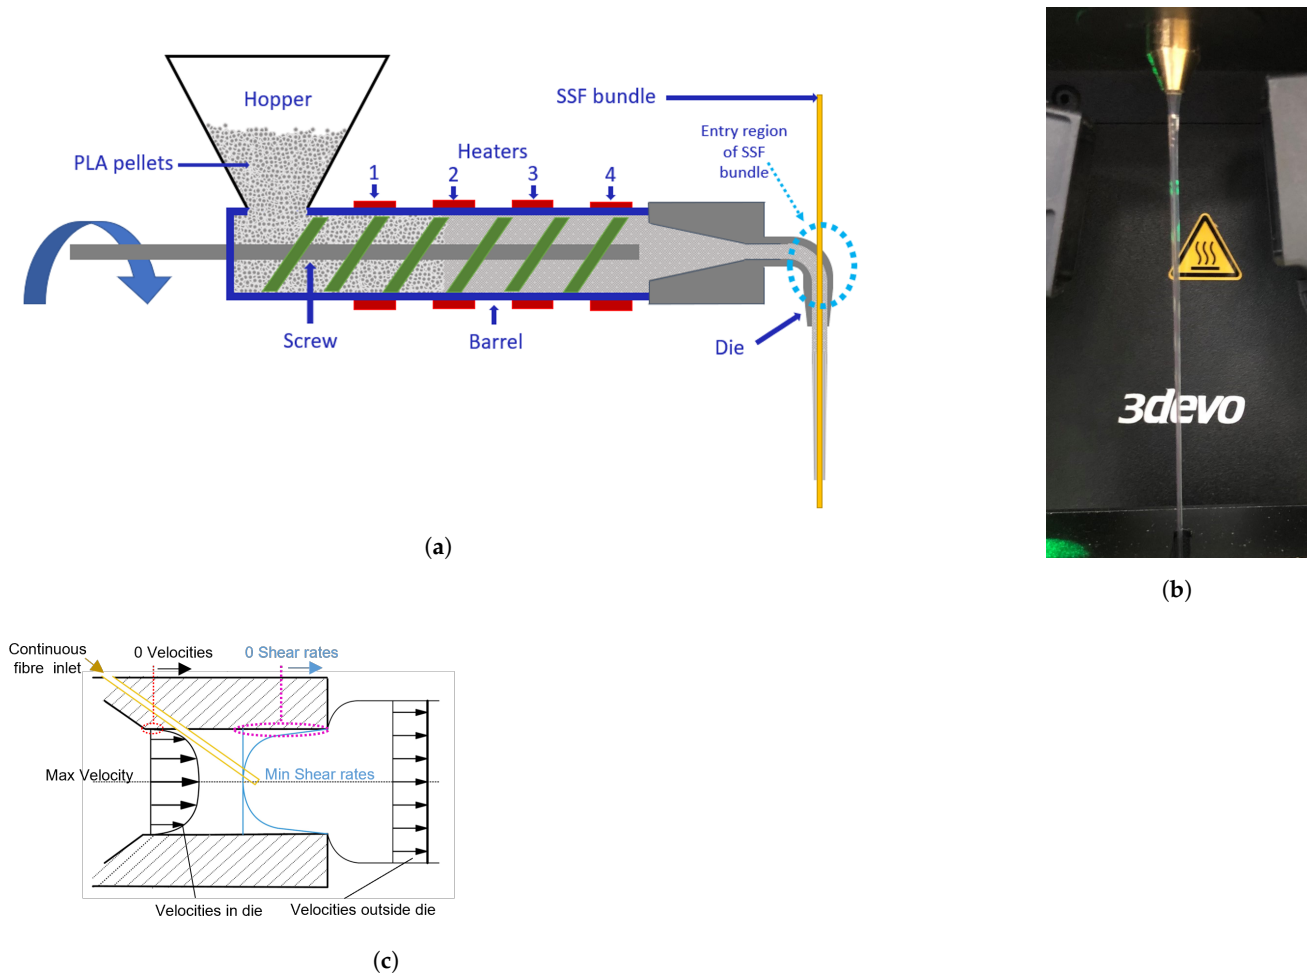 Hopper
SSF bundle
Entry region
of SSF
bundle
PLA pellets
Heaters
1
2
3
4
Screw
Barrel
Die
3devo
(a)
(b)
Continuous
fibre inlet
0 Velocities
0 Shear rates
Max Velocity
Min Shear rates
Velocities in die
Velocities outside die
(c)